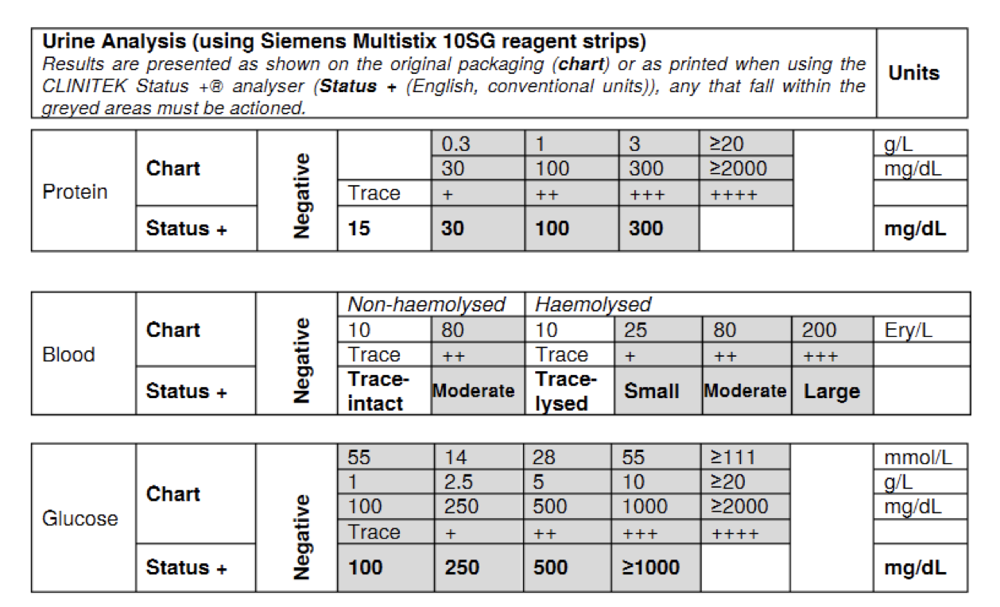 Urine Analysis (using Siemens Multistix 10SG reagent strips)
Results are presented as shown on the original packaging (chart) or as printed when using the
CLINITEK Status +® analyser (Status + (English, conventional units)), any that fall within the
greyed areas must be actioned.
Units
Protein
Chart
Negative
0.3 1 3 ≥20 g/L
30 100 300 ≥2000 mg/dL
Trace + ++ +++ ++++
Status + 15 30 100 300 mg/dL
Blood
Chart
Negative
Non-haemolysed Haemolysed
10 80 10 25 80 200 Ery/L
Trace ++ Trace + ++ +++
Status +
Trace-
intact
Moderate
Trace-
lysed
Small Moderate Large
Glucose
Chart
Negative
55 14 28 55 ≥111 mmol/L
1 2.5 5 10 ≥20 g/L
100 250 500 1000 ≥2000 mg/dL
Trace + ++ +++ ++++
Status + 100 250 500 ≥1000 mg/dL